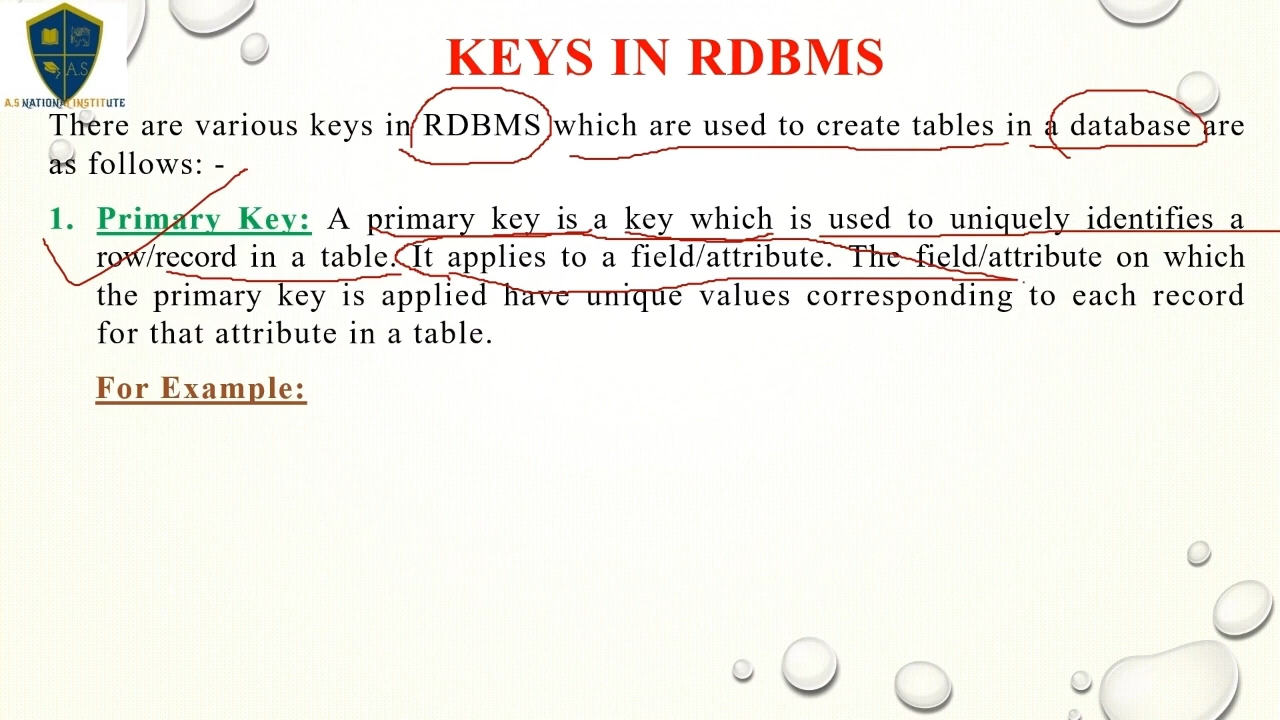 A.S
A.S NATIONAL INSTITUTE
KEYS IN RDBMS
There are various keys in RDBMS which are used to create tables in a database are
as follows: -
1. Primary Key: A primary key is a key which is used to uniquely identifies a
row/record in a table. It applies to a field/attribute. The field/attribute on which
the primary key is applied have unique values corresponding to each record
for that attribute in a table.
For Example: